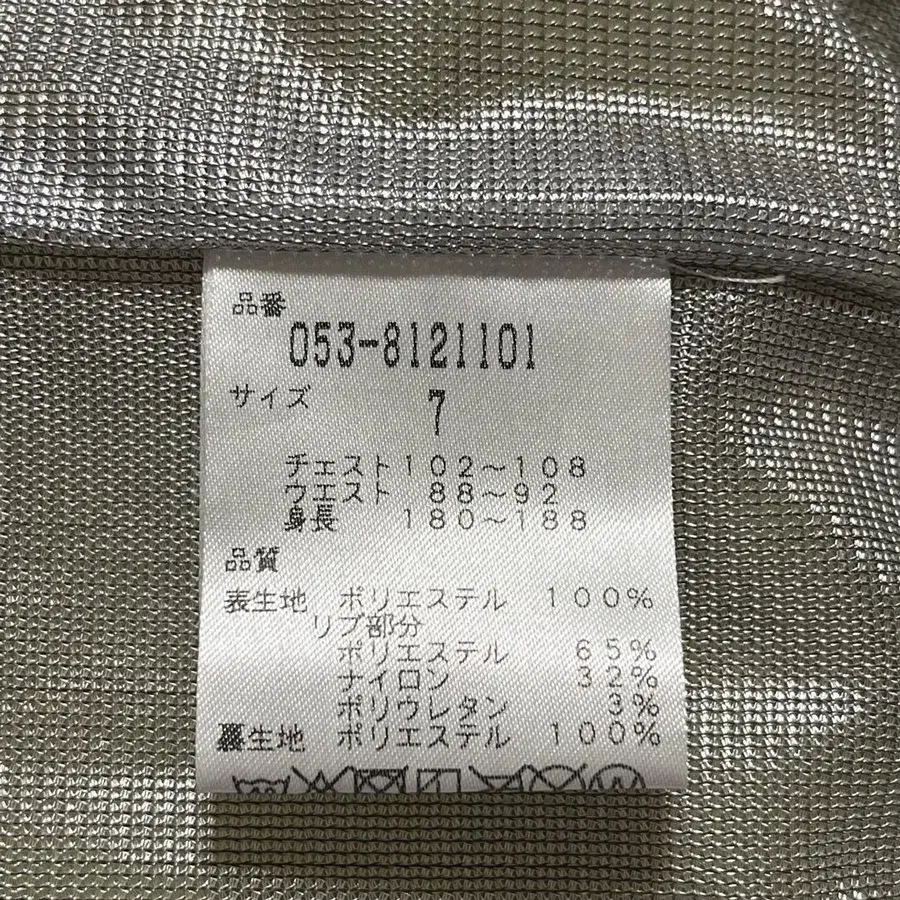 品番
053-8121101
サイズ 7
チェスト 102～108
ウエスト 88～92
身長 180～188
品質
表生地 ポリエステル 100%
リブ部分
ポリエステル 65%
ナイロン 32%
ポリウレタン 3%
裏生地 ポリエステル 100%